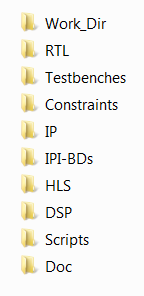 Work_Dir
RTL
Testbenches
Constraints
IP
IPI-BDs
HLS
DSP
Scripts
Doc